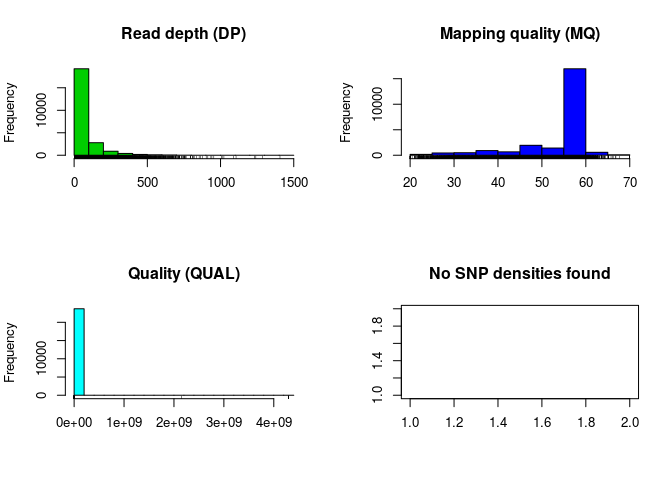 Read depth (DP)
Frequency
0 10000
0 500 1000 1500
Mapping quality (MQ)
Frequency
0 10000
20 30 40 50 60 70
Quality (QUAL)
Frequency
0 10000
0e+00 1e+09 2e+09 3e+09 4e+09
No SNP densities found
1.0 1.4 1.8
1.0 1.2 1.4 1.6 1.8 2.0